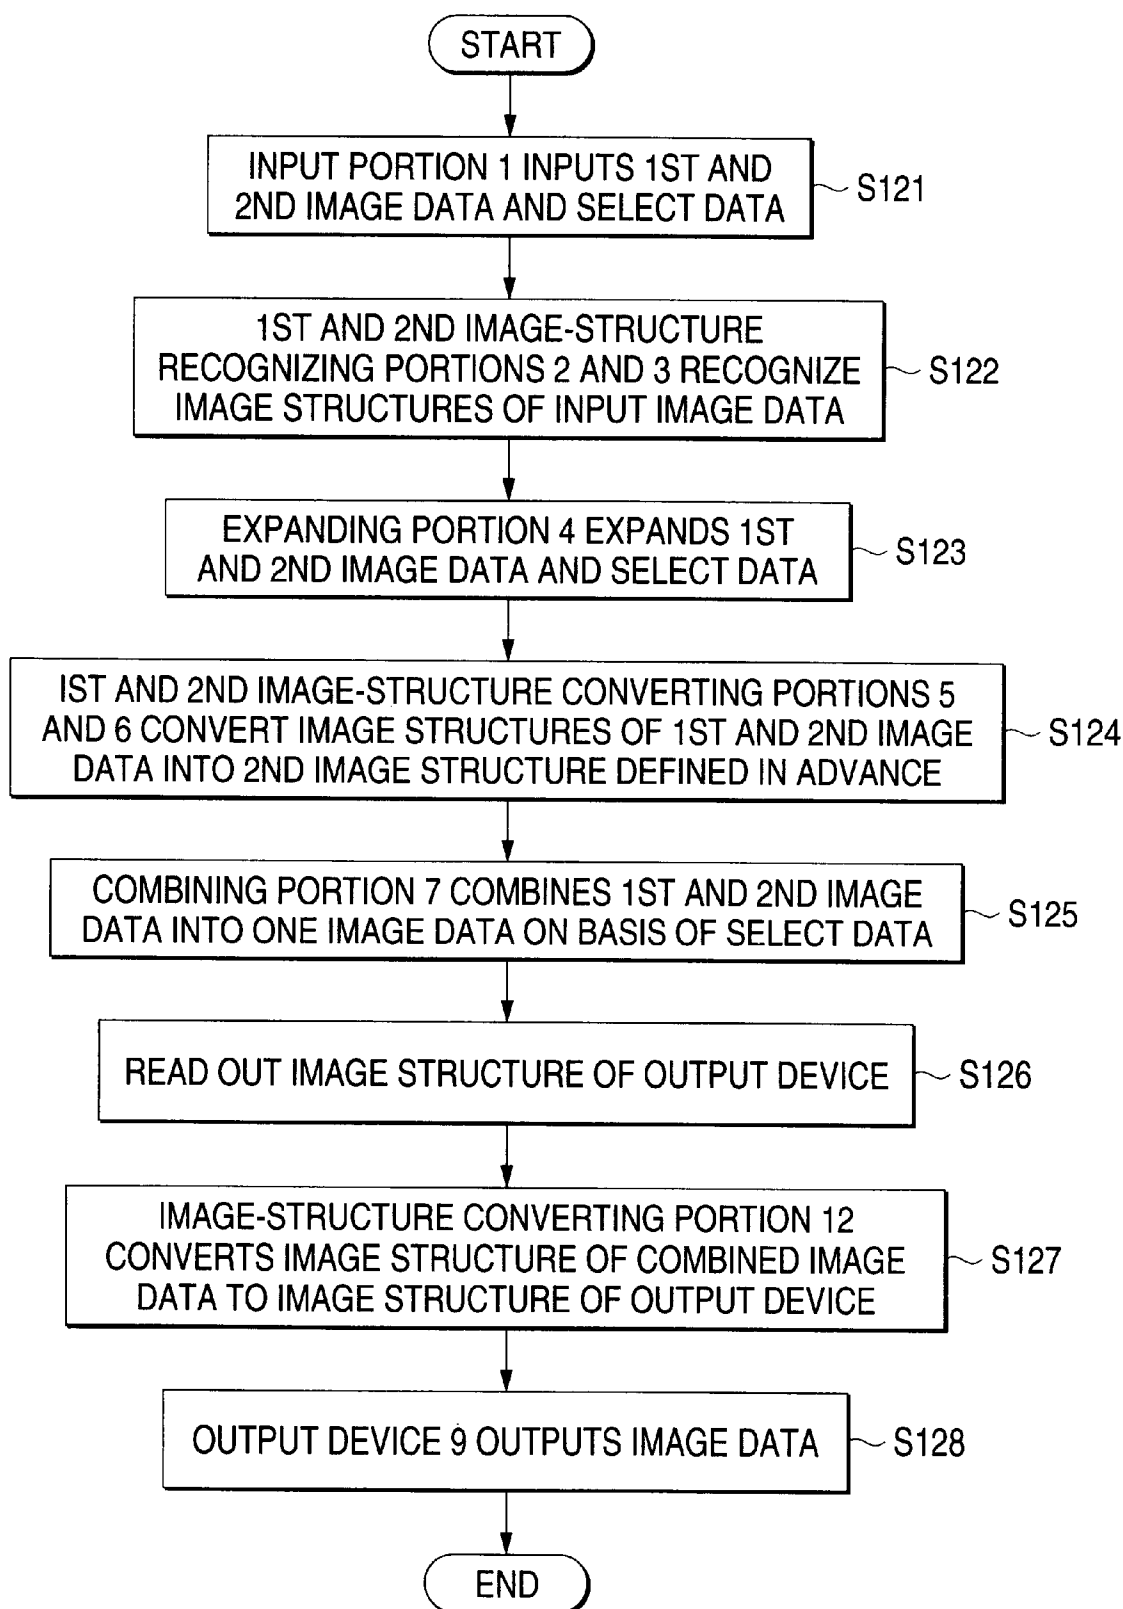 START
INPUT PORTION 1 INPUTS 1ST AND
2ND IMAGE DATA AND SELECT DATA
S121
1ST AND 2ND IMAGE-STRUCTURE
RECOGNIZING PORTIONS 2 AND 3 RECOGNIZE
IMAGE STRUCTURES OF INPUT IMAGE DATA
S122
EXPANDING PORTION 4 EXPANDS 1ST
AND 2ND IMAGE DATA AND SELECT DATA
S123
IST AND 2ND IMAGE-STRUCTURE CONVERTING PORTIONS 5
AND 6 CONVERT IMAGE STRUCTURES OF 1ST AND 2ND IMAGE
DATA INTO 2ND IMAGE STRUCTURE DEFINED IN ADVANCE
S124
COMBINING PORTION 7 COMBINES 1ST AND 2ND IMAGE
DATA INTO ONE IMAGE DATA ON BASIS OF SELECT DATA
S125
READ OUT IMAGE STRUCTURE OF OUTPUT DEVICE
S126
IMAGE-STRUCTURE CONVERTING PORTION 12
CONVERTS IMAGE STRUCTURE OF COMBINED IMAGE
DATA TO IMAGE STRUCTURE OF OUTPUT DEVICE
S127
OUTPUT DEVICE 9 OUTPUTS IMAGE DATA
S128
END